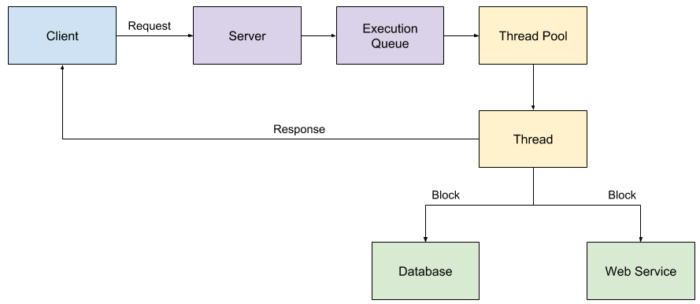 Client
Request
Server
Execution
Queue
Thread Pool
Response
Thread
Block
Block
Database
Web Service